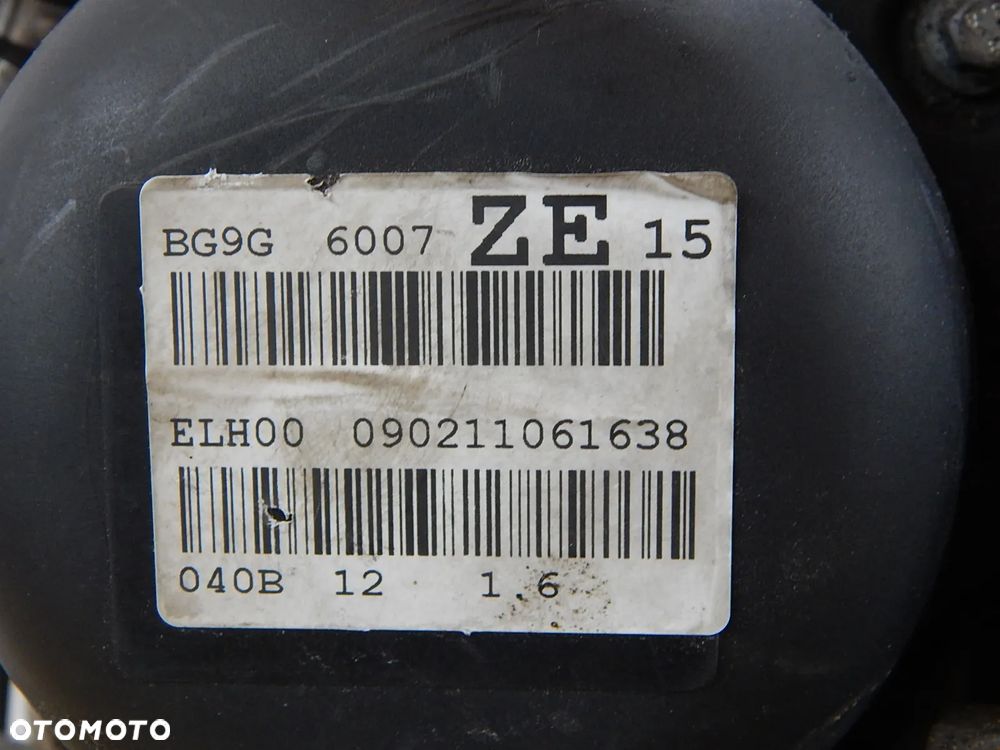 BG9G 6007 ZE 15
ELH00 090211061638
040B 12 1.6
OTOMOTO